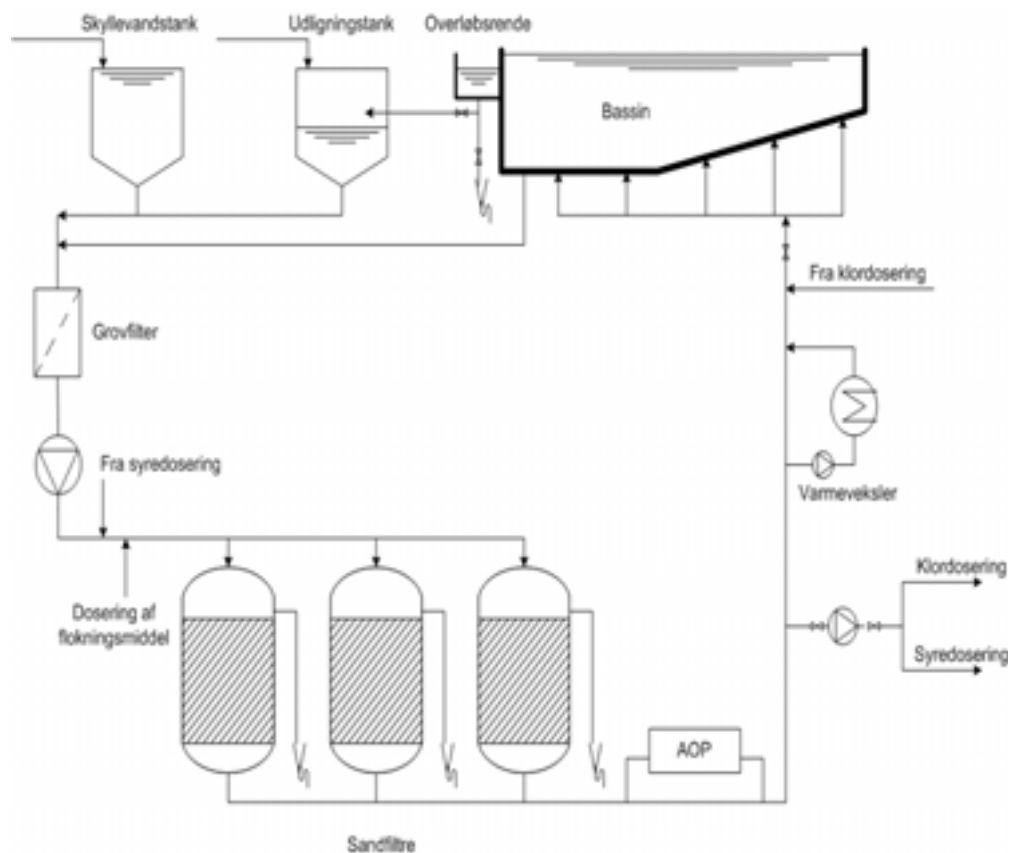 Skyllevandstank
Udligningstank
Overløbsrende
Bassin
Fra klordosering
Grovfilter
Fra syredosering
Varmeveksler
Klordosering
Dosering af
flokningsmiddel
Syredosering
AOP
Sandfiltre